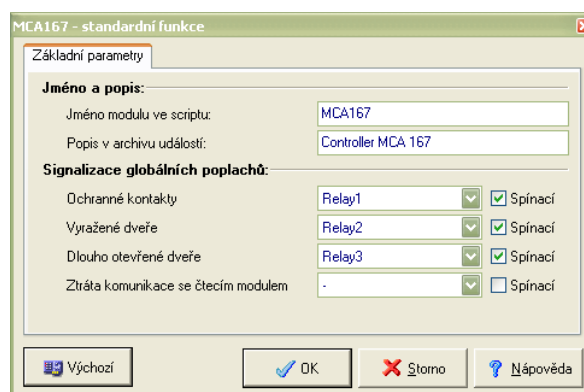 MCA167 - standardní funkce
Základní parametry
Jméno a popis:
Jméno modulu ve scriptu: MCA167
Popis v archivu událostí: Controller MCA 167
Signalizace globálních poplachů:
Ochranné kontakty Relay1 Spínací
Vyražené dveře Relay2 Spínací
Dlouho otevřené dveře Relay3 Spínací
Ztráta komunikace se čtecím modulem - Spínací
Výchozí OK Storno Nápověda